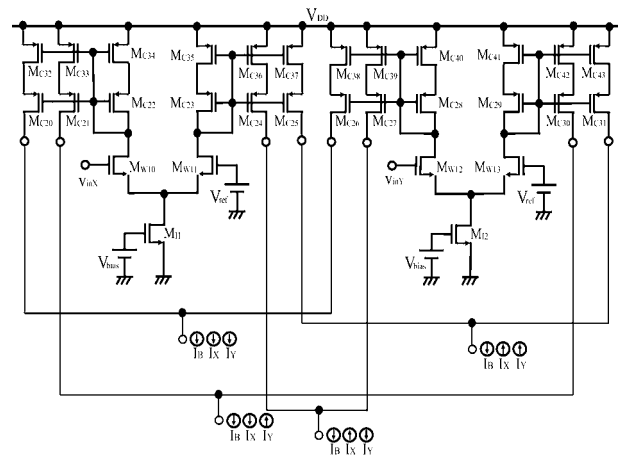 VDD
MC32 MC33 MC34 MC35 MC36 MC37 MC38 MC39 MC40 MC41 MC42 MC43
MC20 MC21 MC22 MC23 MC24 MC25 MC26 MC27 MC28 MC29 MC30 MC31
VinX MW10 MW11 Vref VinY MW12 MW13 Vref
Vbias MI1 Vbias MI2
IB IX IY
IB IX IY
IB IX IY
IB IX IY